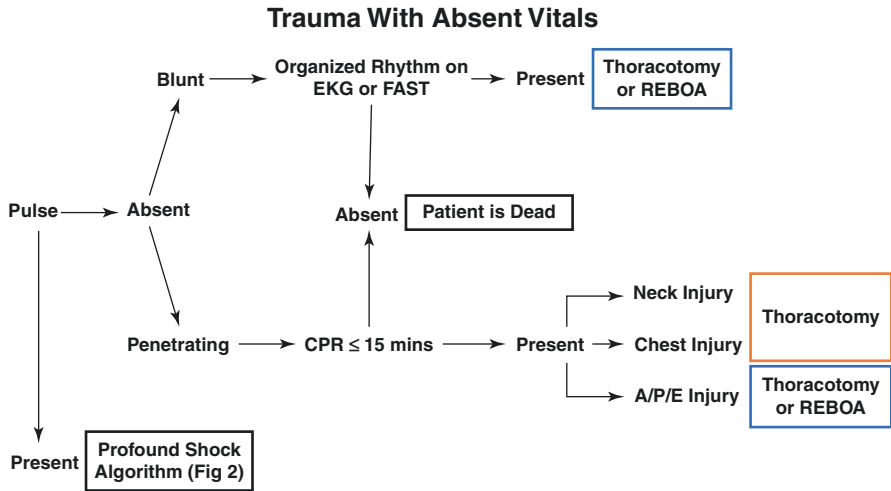 Trauma With Absent Vitals
Blunt
Organized Rhythm on
EKG or FAST
Present
Thoracotomy
or REBOA
Pulse
Absent
Absent
Patient is Dead
Penetrating
CPR ≤ 15 mins
Present
Neck Injury
Chest Injury
Thoracotomy
A/P/E Injury
Thoracotomy
or REBOA
Present
Profound Shock
Algorithm (Fig 2)